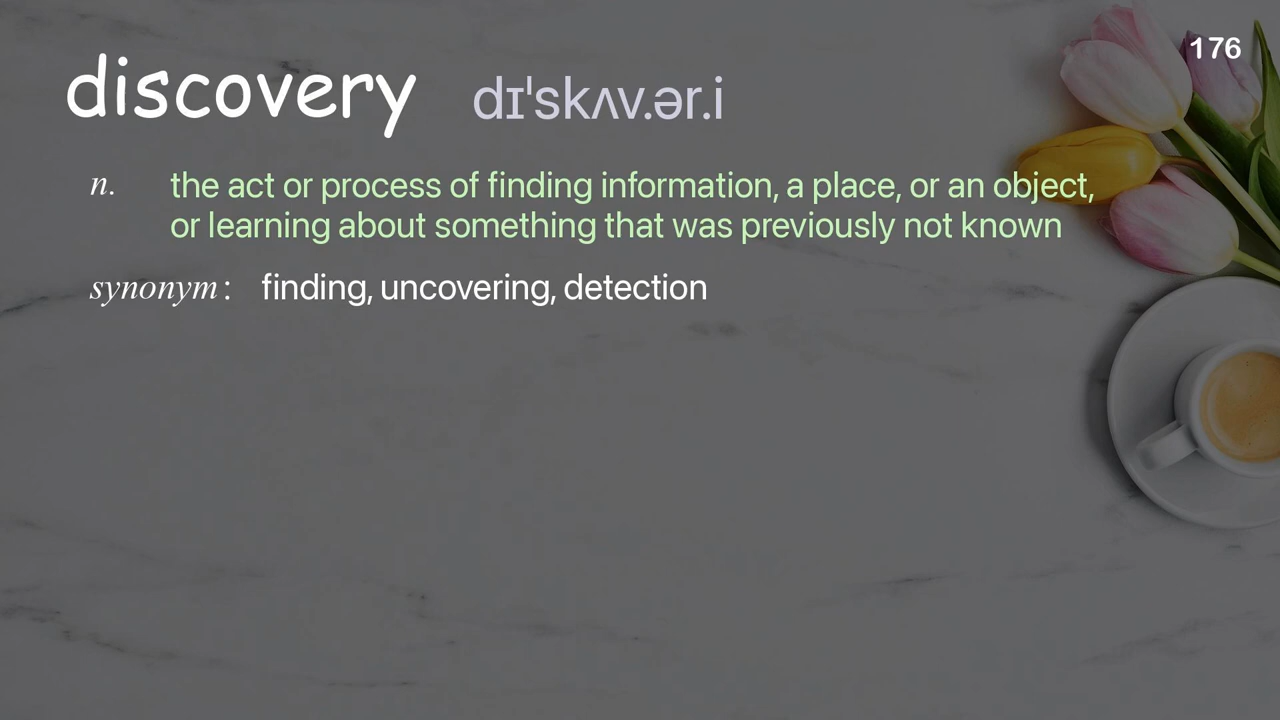 176
discovery dɪˈskʌv.ər.i
n. the act or process of finding information, a place, or an object,
or learning about something that was previously not known
synonym: finding, uncovering, detection